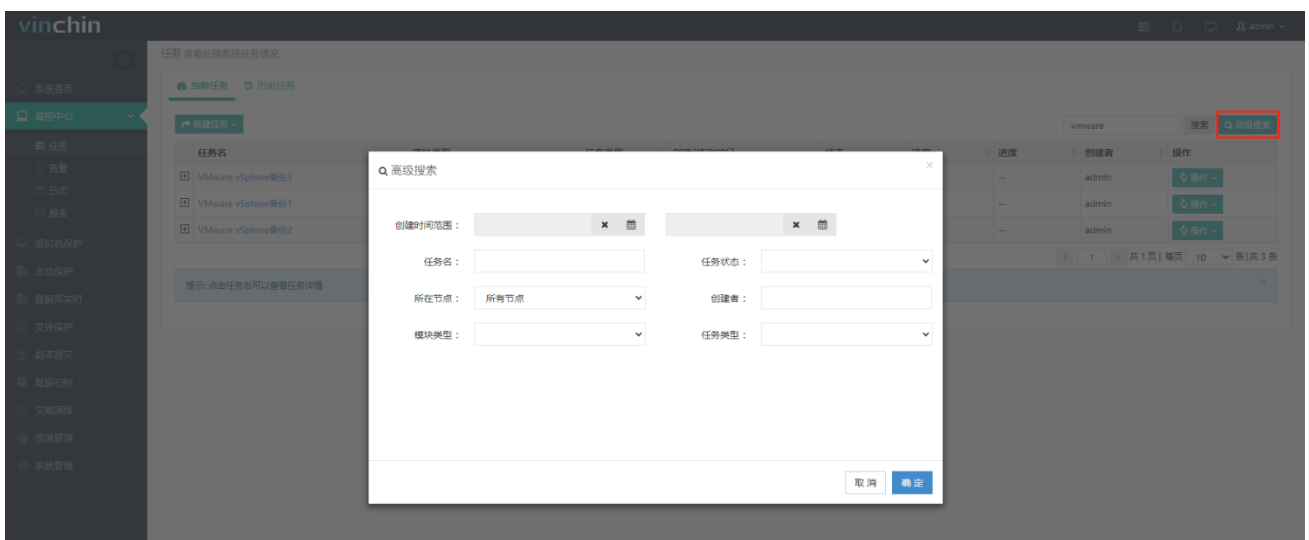 vinchin
admin
任务 查看处理系统任务情况
系统首页
当前任务 历史任务
监控中心
新建任务
vmware 搜索 高级搜索
任务
任务名 进度 创建者 操作
告警
VMware vSphere备份3 -- admin 操作
日志
VMware vSphere备份1 -- admin 操作
报表
VMware vSphere备份2 -- admin 操作
虚拟机保护
1 共1页| 每页 10 条|共3条
主机保护
提示: 点击任务名可以查看任务详情
数据库实时
文件保护
副本容灾
数据归档
灾难演练
资源管理
系统管理
高级搜索
创建时间范围：
任务名： 任务状态：
所在节点： 所有节点 创建者：
模块类型： 任务类型：
取消 确定